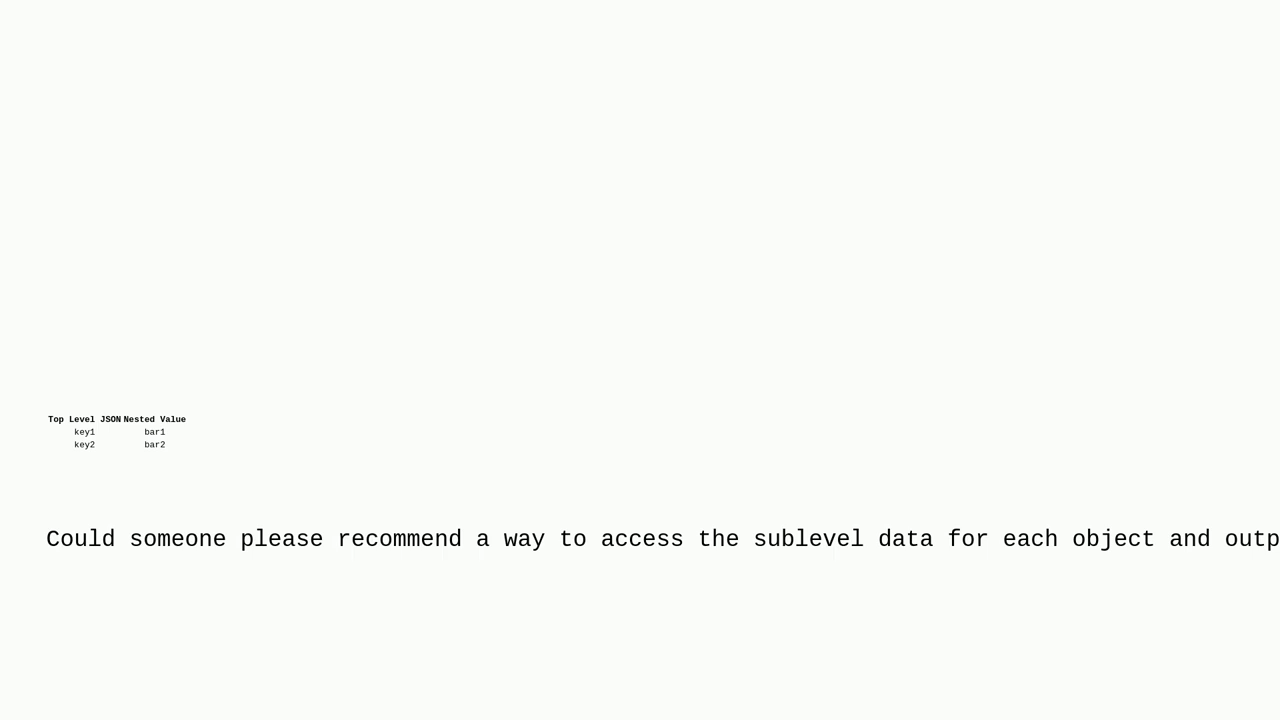 Top Level JSON Nested Value
key1 bar1
key2 bar2
Could someone please recommend a way to access the sublevel data for each object and outp